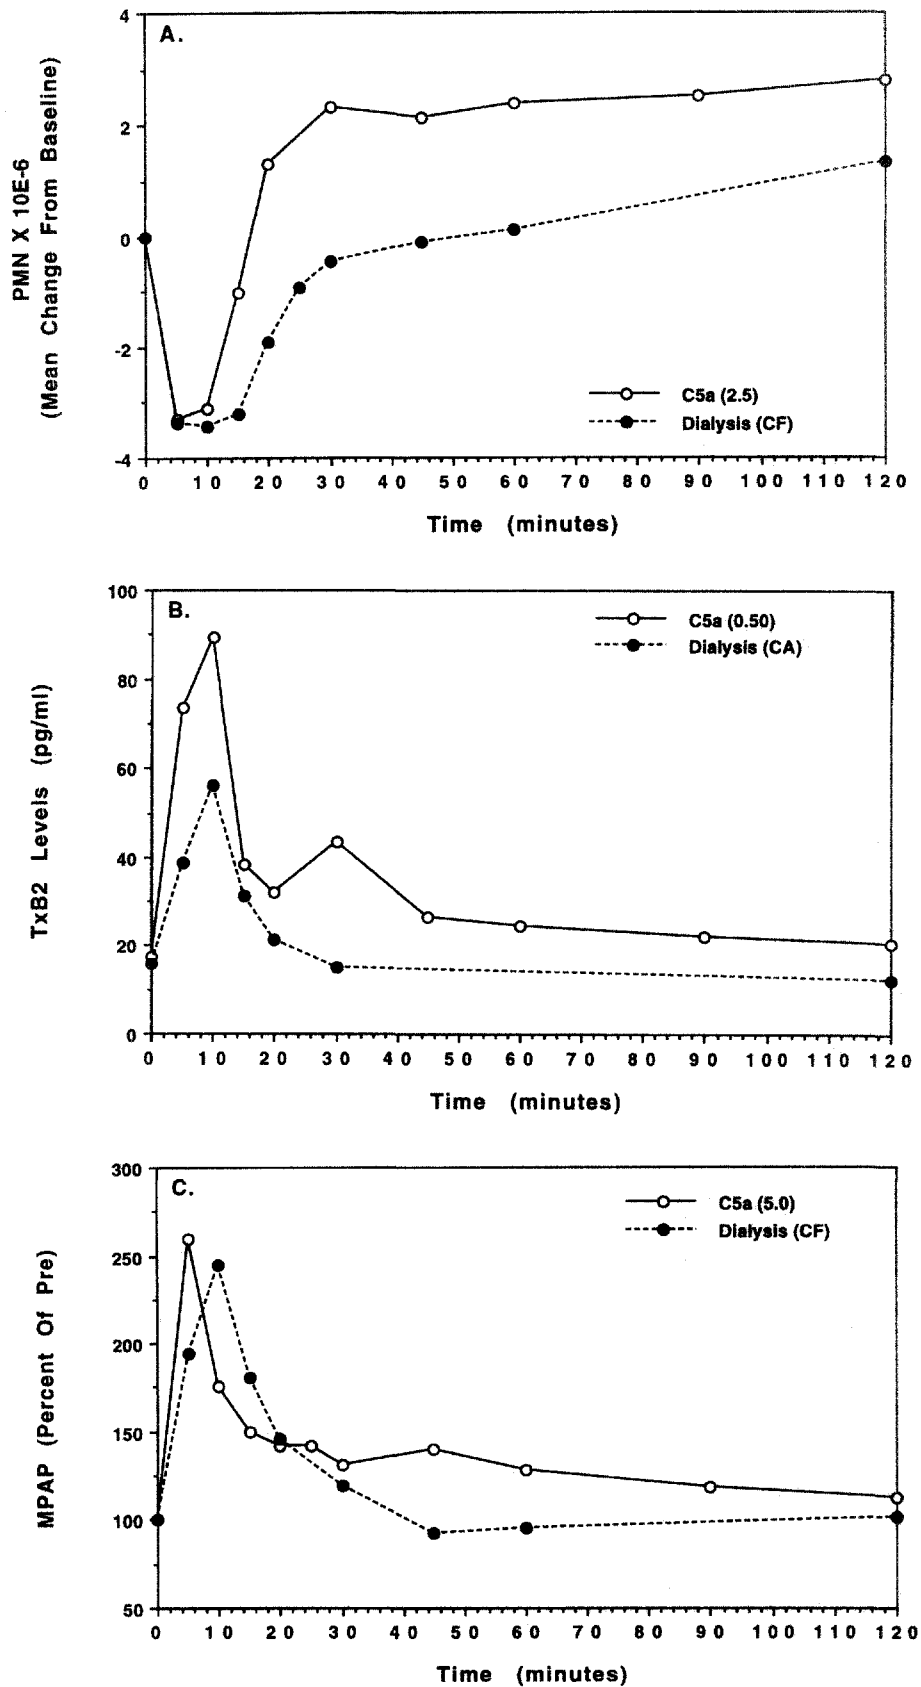 A.
PMN X 10E-6
(Mean Change From Baseline)
4
2
0
-2
-4
C5a (2.5)
Dialysis (CF)
0 10 20 30 40 50 60 70 80 90 100 110 120
Time (minutes)
B.
TxB2 Levels (pg/ml)
100
80
60
40
20
0
C5a (0.50)
Dialysis (CA)
0 10 20 30 40 50 60 70 80 90 100 110 120
Time (minutes)
C.
MPAP (Percent Of Pre)
300
250
200
150
100
50
C5a (5.0)
Dialysis (CF)
0 10 20 30 40 50 60 70 80 90 100 110 120
Time (minutes)